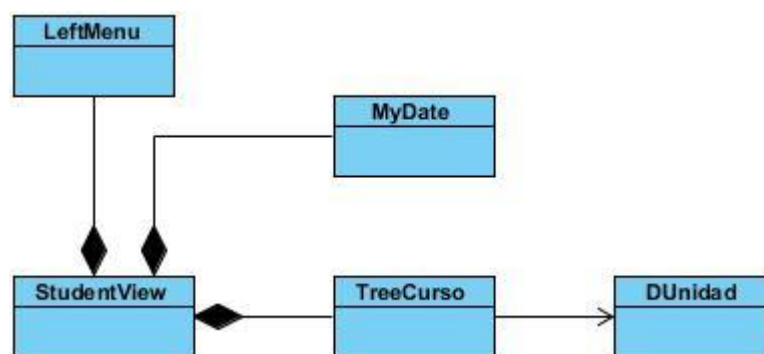 LeftMenu
MyDate
StudentView
TreeCurso
DUnidad